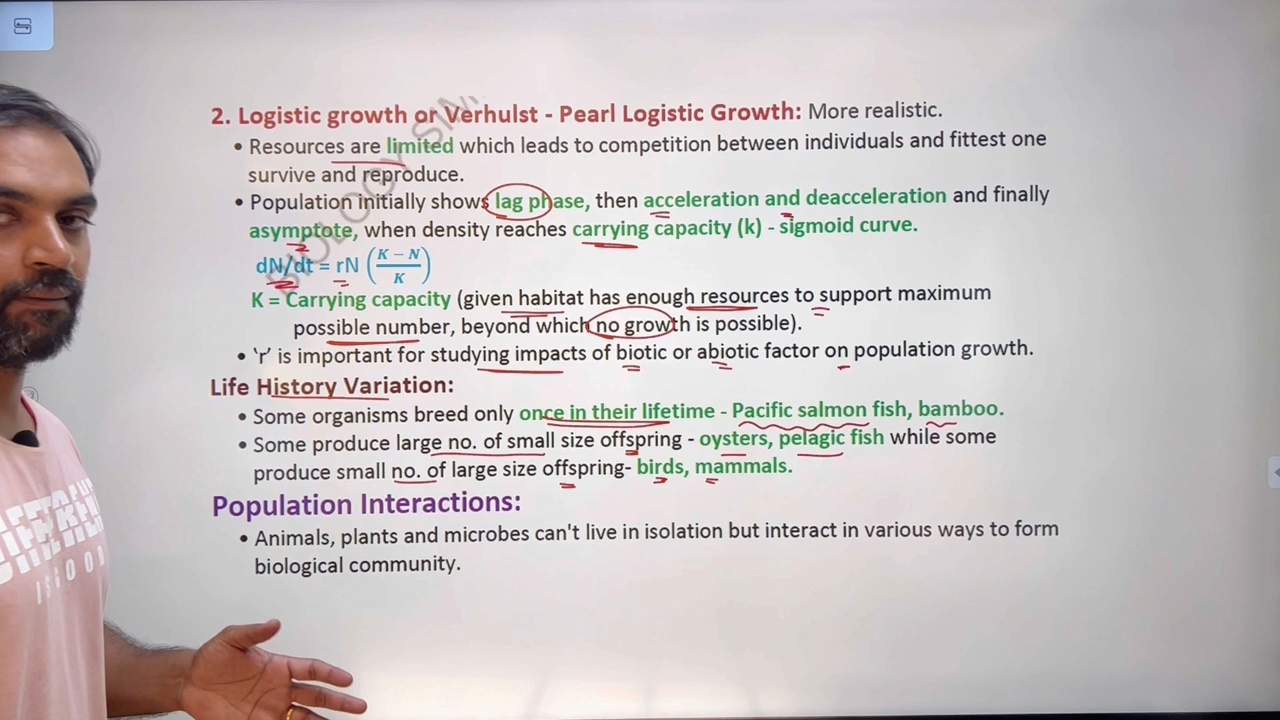 2. Logistic growth or Verhulst - Pearl Logistic Growth: More realistic.
• Resources are limited which leads to competition between individuals and fittest one
survive and reproduce.
• Population initially shows lag phase, then acceleration and deacceleration and finally
asymptote, when density reaches carrying capacity (k) - sigmoid curve.
dN/dt = rN (K − N / K)
K = Carrying capacity (given habitat has enough resources to support maximum
possible number, beyond which no growth is possible).
• 'r' is important for studying impacts of biotic or abiotic factor on population growth.
Life History Variation:
• Some organisms breed only once in their lifetime - Pacific salmon fish, bamboo.
• Some produce large no. of small size offspring - oysters, pelagic fish while some
produce small no. of large size offspring- birds, mammals.
Population Interactions:
• Animals, plants and microbes can't live in isolation but interact in various ways to form
biological community.